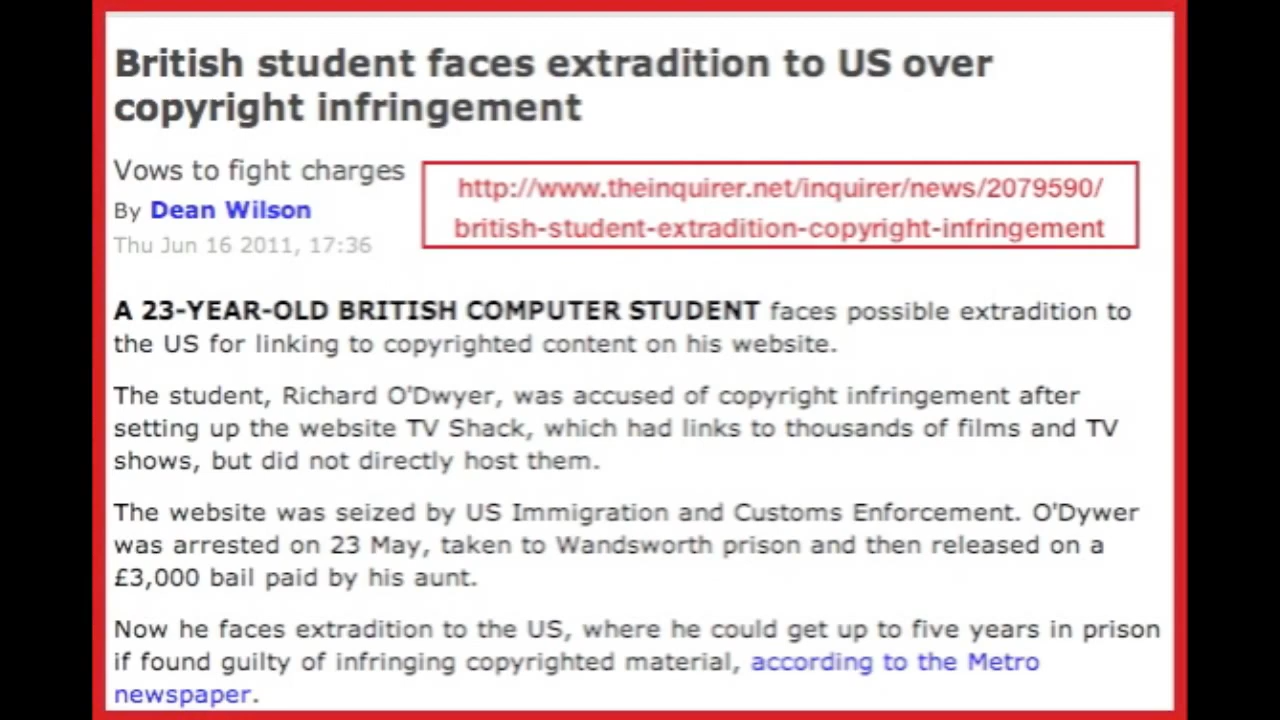 British student faces extradition to US over
copyright infringement
Vows to fight charges
By Dean Wilson
Thu Jun 16 2011, 17:36
http://www.theinquirer.net/inquirer/news/2079590/
british-student-extradition-copyright-infringement
A 23-YEAR-OLD BRITISH COMPUTER STUDENT faces possible extradition to
the US for linking to copyrighted content on his website.
The student, Richard O'Dwyer, was accused of copyright infringement after
setting up the website TV Shack, which had links to thousands of films and TV
shows, but did not directly host them.
The website was seized by US Immigration and Customs Enforcement. O'Dywer
was arrested on 23 May, taken to Wandsworth prison and then released on a
£3,000 bail paid by his aunt.
Now he faces extradition to the US, where he could get up to five years in prison
if found guilty of infringing copyrighted material, according to the Metro
newspaper.